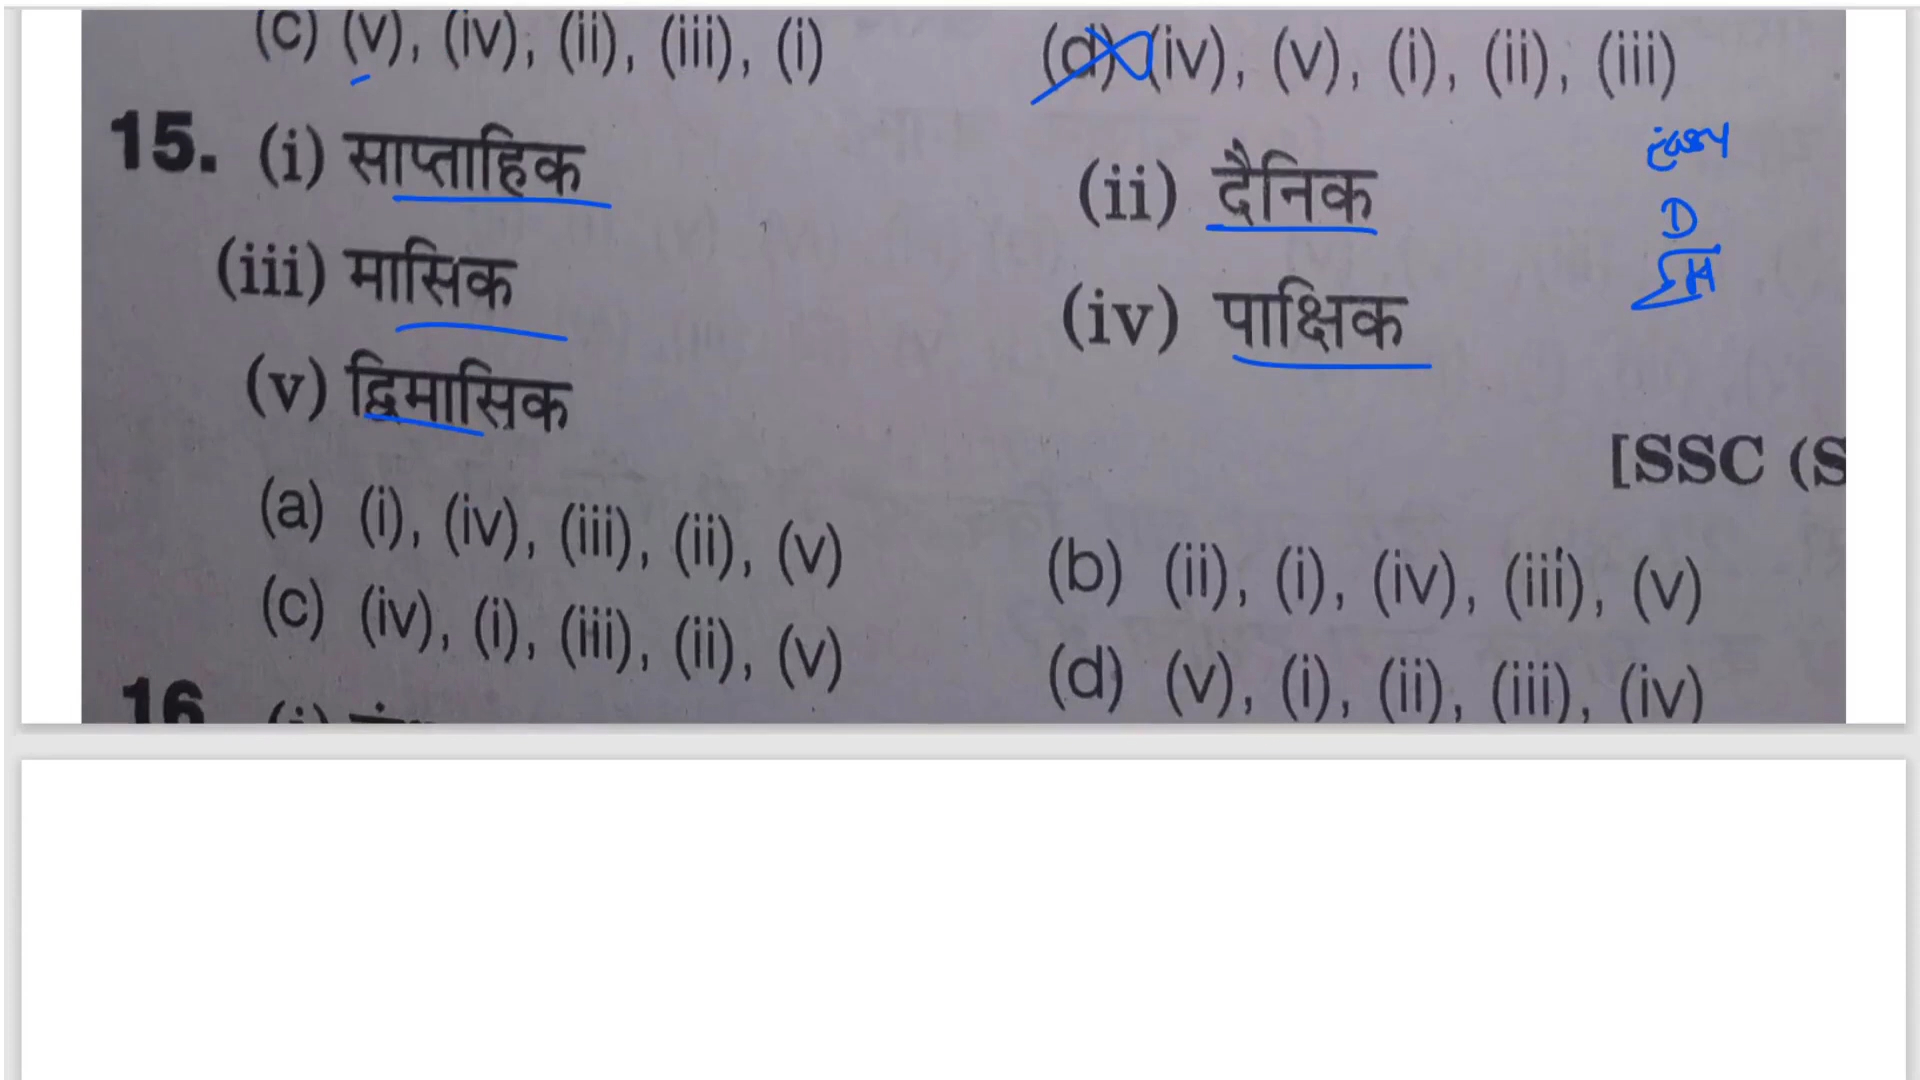 (c) (v), (iv), (ii), (iii), (i) (d) (iv), (v), (i), (ii), (iii)
15. (i) साप्ताहिक (ii) दैनिक
(iii) मासिक (iv) पाक्षिक
(v) द्विमासिक
[SSC (S
(a) (i), (iv), (iii), (ii), (v) (b) (ii), (i), (iv), (iii), (v)
(c) (iv), (i), (iii), (ii), (v) (d) (v), (i), (ii), (iii), (iv)
16 (i)
D